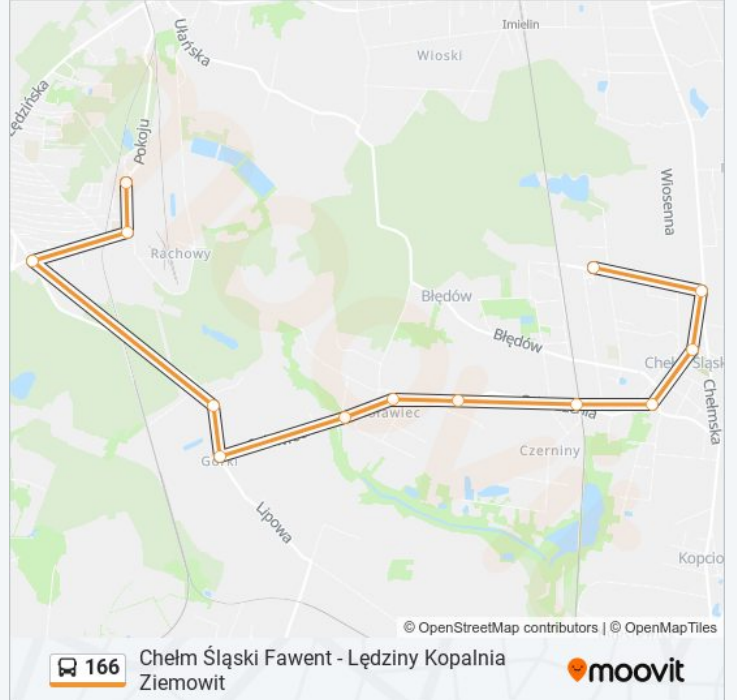 Imielin
Ułańska
Wioski
Lędzińska
Pokoju
Wiosenna
Rachowy
Błędów
Błędów
Chełm Śląski
Chełmska
Górki
Czerniny
Lipowa
Kopcio
© OpenStreetMap contributors | © OpenMapTiles
166
Chełm Śląski Fawent - Lędziny Kopalnia
Ziemowit
moovit